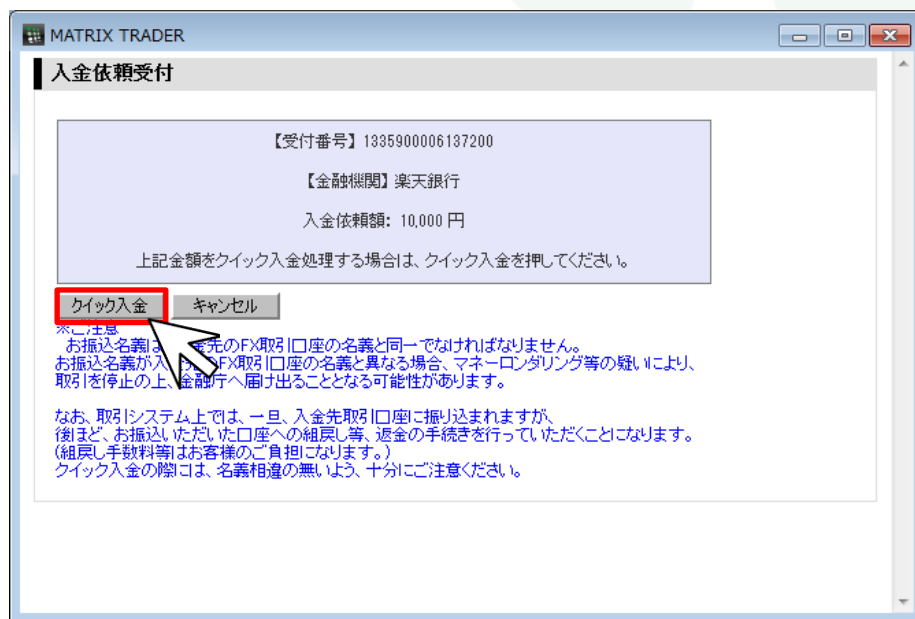 MATRIX TRADER
入金依頼受付
【受付番号】1335900006137200
【金融機関】楽天銀行
入金依頼額: 10,000 円
上記金額をクイック入金処理する場合は、クイック入金を押してください。
クイック入金 キャンセル
※ご注意
お振込名義は 金先のFX取引口座の名義と同一でなければなりません。
お振込名義が入 先のFX取引口座の名義と異なる場合、マネーロンダリング等の疑いにより、
取引を停止の上、金融庁へ届け出ることとなる可能性があります。
なお、取引システム上では、一旦、入金先取引口座に振り込まれますが、
後ほど、お振込いただいた口座への組戻し等、返金の手続きを行っていただくことになります。
(組戻し手数料等はお客様のご負担になります。)
クイック入金の際には、名義相違の無いよう、十分にご注意ください。